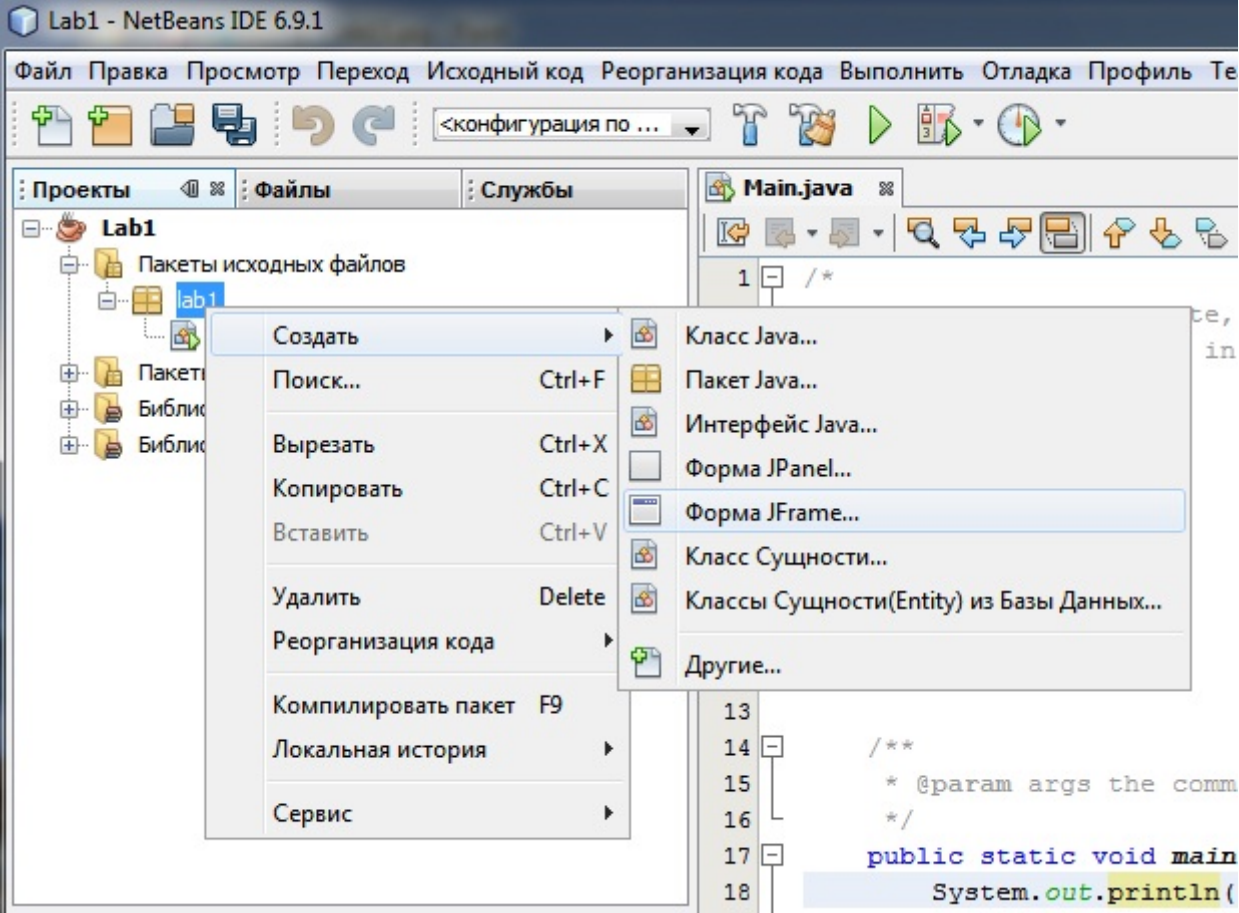 Lab1 - NetBeans IDE 6.9.1
Файл Правка Просмотр Переход Исходный код Реорганизация кода Выполнить Отладка Профиль
<конфигурация по ...
Проекты Файлы Службы
Main.java
Lab1
Пакеты исходных файлов
lab1
Создать
Поиск... Ctrl+F
Вырезать Ctrl+X
Копировать Ctrl+C
Вставить Ctrl+V
Удалить Delete
Реорганизация кода
Компилировать пакет F9
Локальная история
Сервис
Класс Java...
Пакет Java...
Интерфейс Java...
Форма JPanel...
Форма JFrame...
Класс Сущности...
Классы Сущности(Entity) из Базы Данных...
Другие...
1 /*
13
14 /**
15 * @param args the comm
16 */
17 public static void main
18 System.out.println(